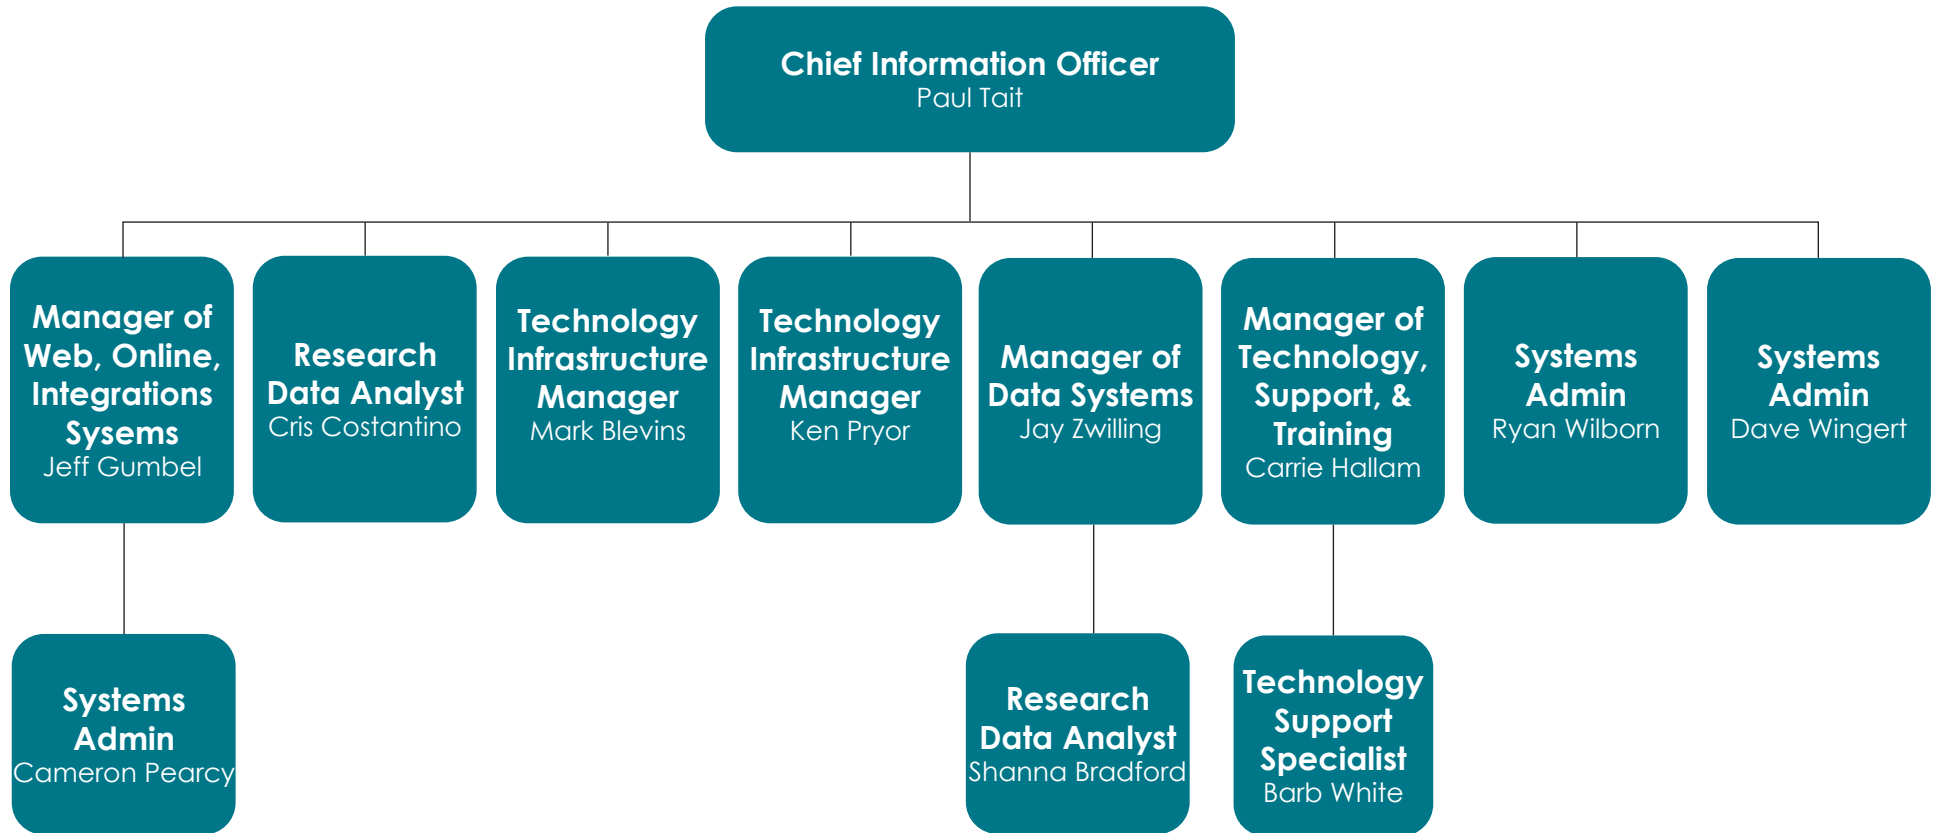 Chief Information Officer
Paul Tait
Manager of
Web, Online,
Integrations
Sysems
Jeff Gumbel
Research
Data Analyst
Cris Costantino
Technology
Infrastructure
Manager
Mark Blevins
Technology
Infrastructure
Manager
Ken Pryor
Manager of
Data Systems
Jay Zwilling
Manager of
Technology,
Support, &
Training
Carrie Hallam
Systems
Admin
Ryan Wilborn
Systems
Admin
Dave Wingert
Systems
Admin
Cameron Pearcy
Research
Data Analyst
Shanna Bradford
Technology
Support
Specialist
Barb White